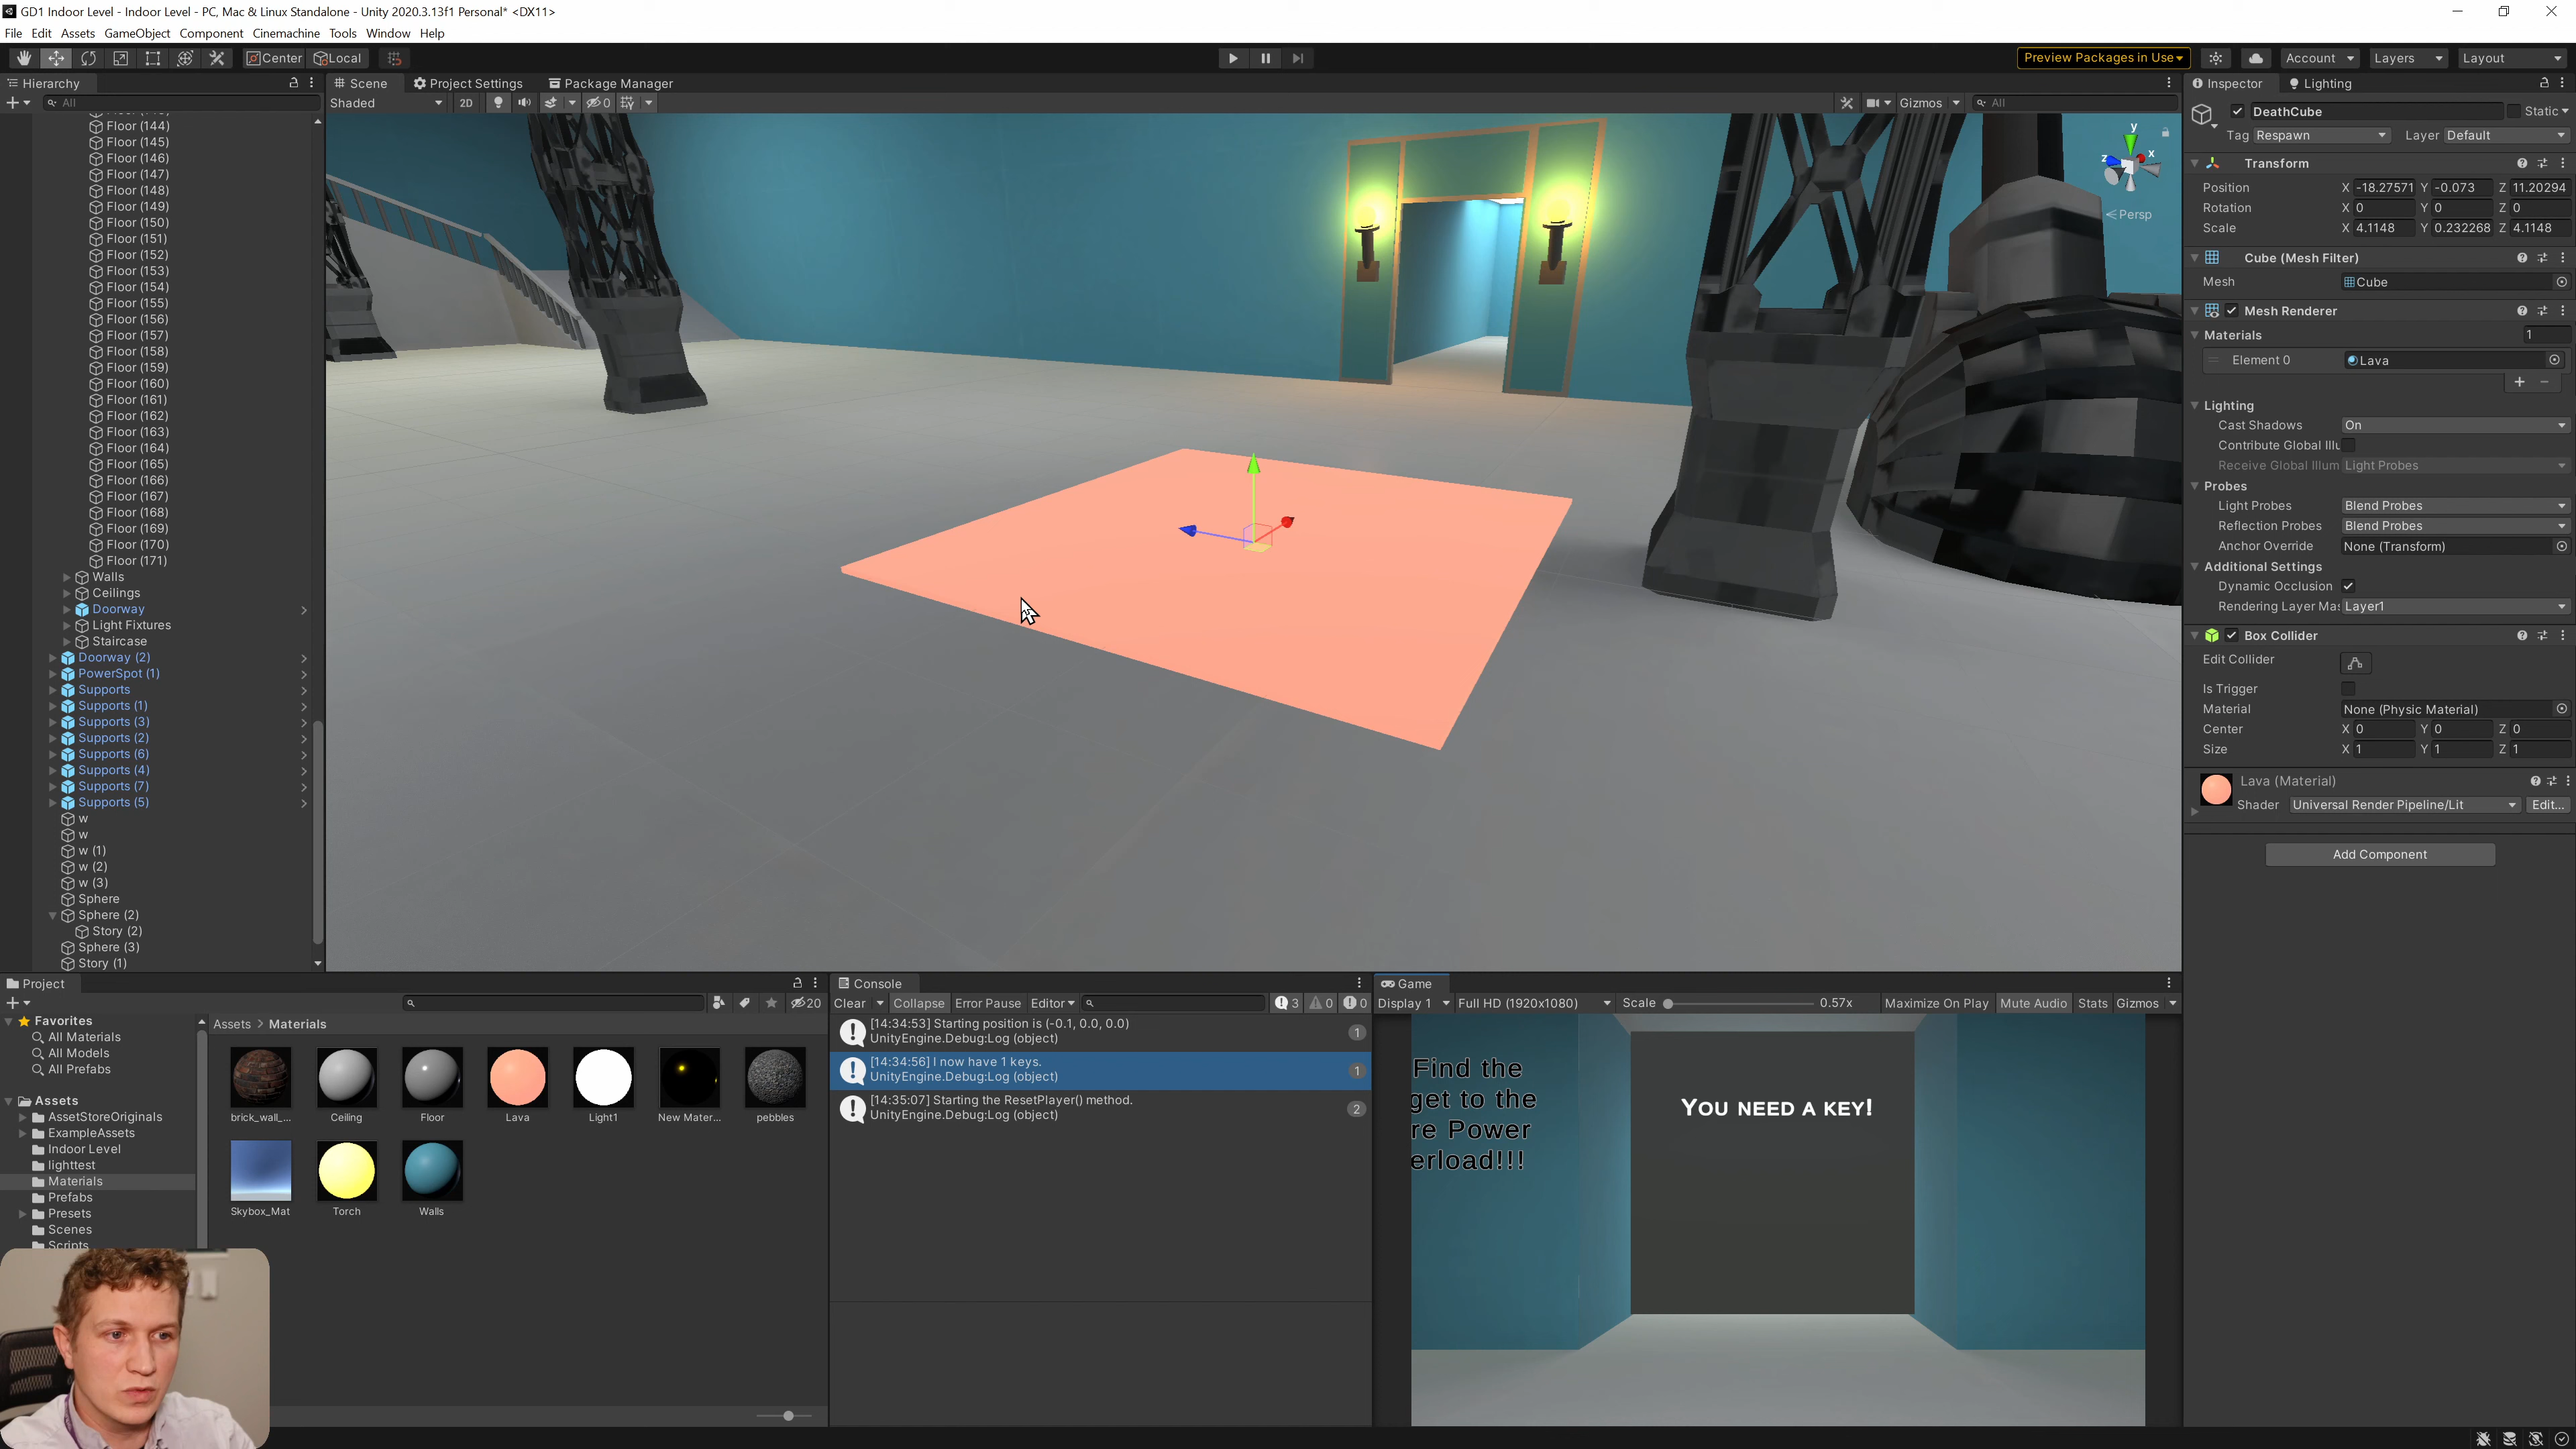 GD1 Indoor Level - Indoor Level - PC, Mac & Linux Standalone - Unity 2020.3.13f1 Personal* <DX11>
File Edit Assets GameObject Component Cinemachine Tools Window Help
Center Local
Preview Packages in Use Account Layers Layout
Hierarchy
All
Floor (144)
Floor (145)
Floor (146)
Floor (147)
Floor (148)
Floor (149)
Floor (150)
Floor (151)
Floor (152)
Floor (153)
Floor (154)
Floor (155)
Floor (156)
Floor (157)
Floor (158)
Floor (159)
Floor (160)
Floor (161)
Floor (162)
Floor (163)
Floor (164)
Floor (165)
Floor (166)
Floor (167)
Floor (168)
Floor (169)
Floor (170)
Floor (171)
Walls
Ceilings
Doorway
Light Fixtures
Staircase
Doorway (2)
PowerSpot (1)
Supports
Supports (1)
Supports (3)
Supports (2)
Supports (6)
Supports (4)
Supports (7)
Supports (5)
w
w
w (1)
w (2)
w (3)
Sphere
Sphere (2)
Story (2)
Sphere (3)
Story (1)
Scene Project Settings Package Manager
Shaded 2D 0 Gizmos All
y
z x
Persp
Inspector Lighting
DeathCube Static
Tag Respawn Layer Default
Transform
Position X -18.27571 Y -0.073 Z 11.20294
Rotation X 0 Y 0 Z 0
Scale X 4.1148 Y 0.232268 Z 4.1148
Cube (Mesh Filter)
Mesh Cube
Mesh Renderer
Materials 1
Element 0 Lava
Lighting
Cast Shadows On
Contribute Global Illu
Receive Global Illum Light Probes
Probes
Light Probes Blend Probes
Reflection Probes Blend Probes
Anchor Override None (Transform)
Additional Settings
Dynamic Occlusion
Rendering Layer Mas Layer1
Box Collider
Edit Collider
Is Trigger
Material None (Physic Material)
Center X 0 Y 0 Z 0
Size X 1 Y 1 Z 1
Lava (Material)
Shader Universal Render Pipeline/Lit Edit...
Add Component
Project
20
Favorites
All Materials
All Models
All Prefabs
Assets
AssetStoreOriginals
ExampleAssets
Indoor Level
lighttest
Materials
Prefabs
Presets
Scenes
Scripts
Assets > Materials
brick_wall_... Ceiling Floor Lava Light1 New Mater... pebbles
Skybox_Mat Torch Walls
Console
Clear Collapse Error Pause Editor 3 0 0
[14:34:53] Starting position is (-0.1, 0.0, 0.0)
UnityEngine.Debug:Log (object)
1
[14:34:56] I now have 1 keys.
UnityEngine.Debug:Log (object)
1
[14:35:07] Starting the ResetPlayer() method.
UnityEngine.Debug:Log (object)
2
Game
Display 1 Full HD (1920x1080) Scale 0.57x Maximize On Play Mute Audio Stats Gizmos
Find the
get to the
re Power
erload!!!
YOU NEED A KEY!